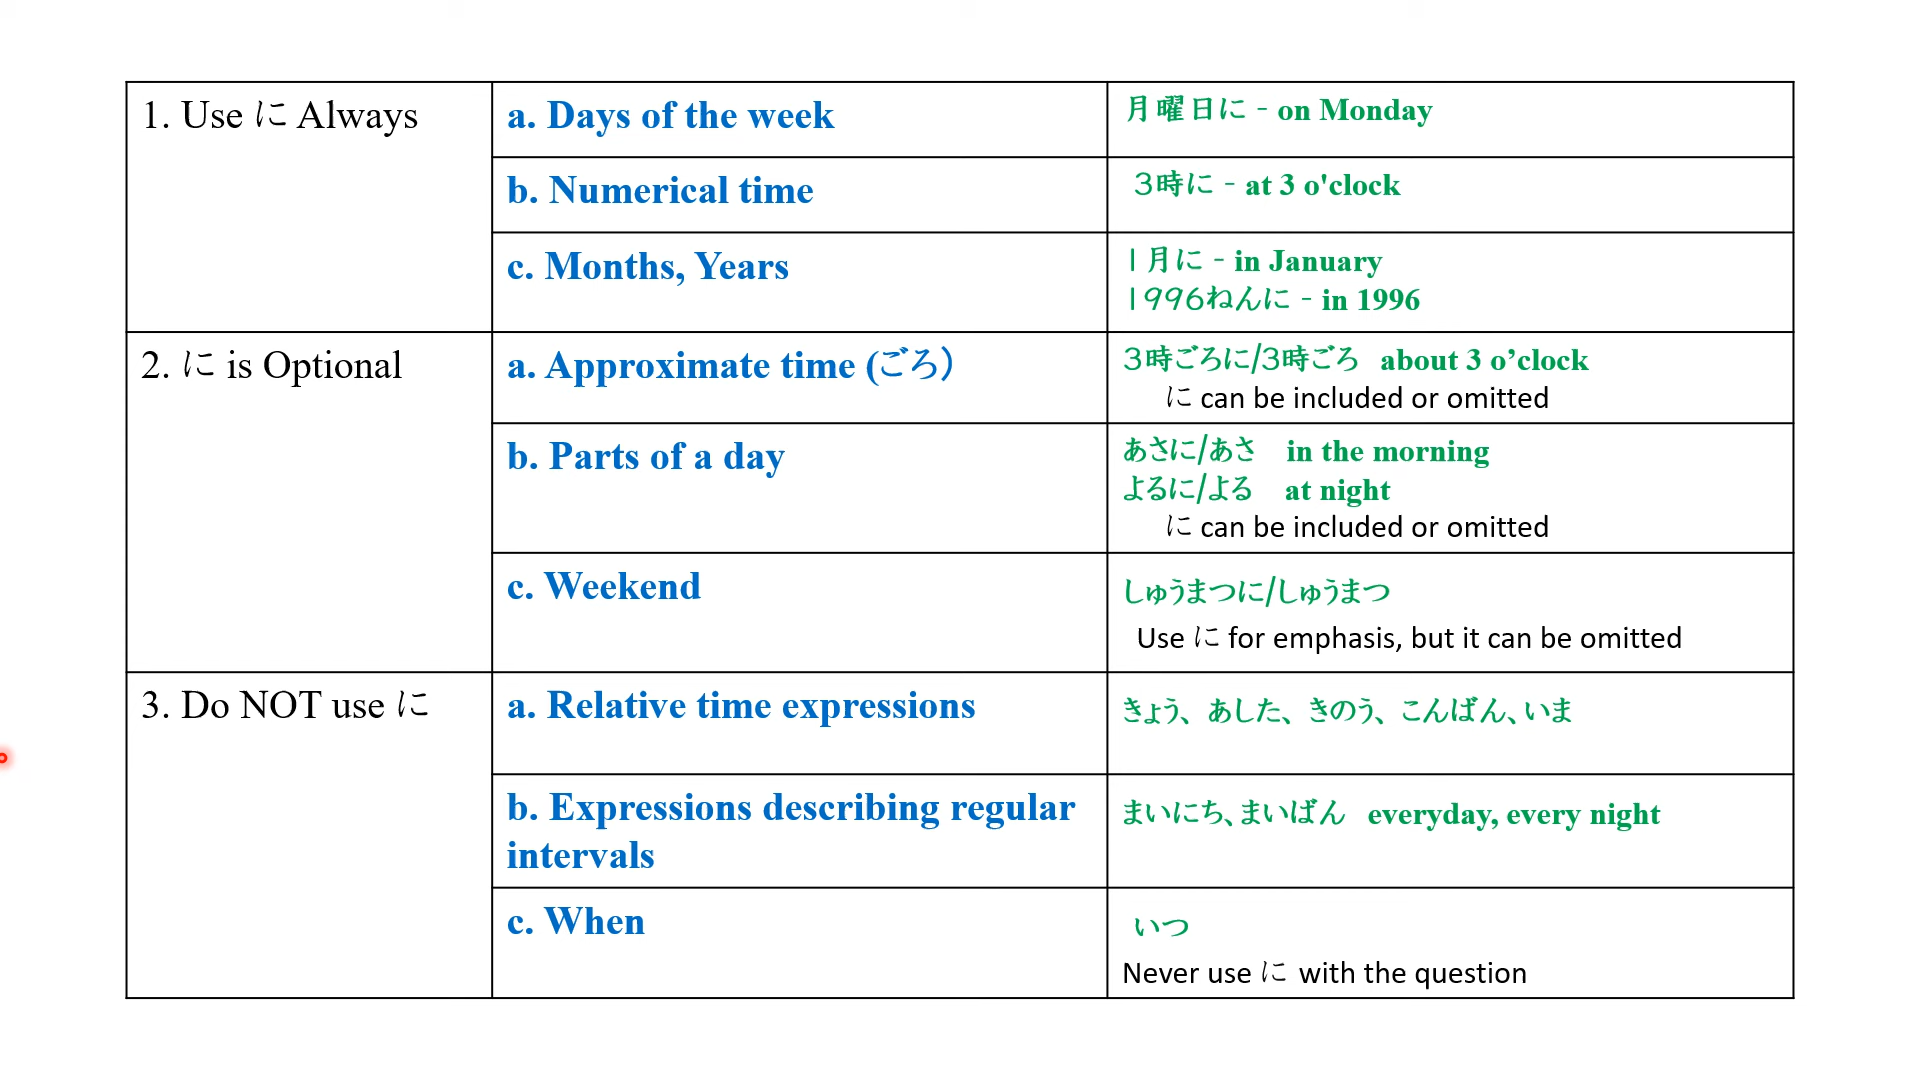 1. Use に Always
a. Days of the week
月曜日に - on Monday
b. Numerical time
3時に - at 3 o'clock
c. Months, Years
1月に - in January
1996ねんに - in 1996
2. に is Optional
a. Approximate time (ごろ)
3時ごろに/3時ごろ about 3 o’clock
に can be included or omitted
b. Parts of a day
あさに/あさ in the morning
よるに/よる at night
に can be included or omitted
c. Weekend
しゅうまつに/しゅうまつ
Use に for emphasis, but it can be omitted
3. Do NOT use に
a. Relative time expressions
きょう、あした、きのう、こんばん、いま
b. Expressions describing regular
intervals
まいにち、まいばん everyday, every night
c. When
いつ
Never use に with the question